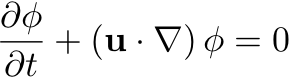 ∂ϕ/∂t + (𝐮 · ∇) ϕ = 0